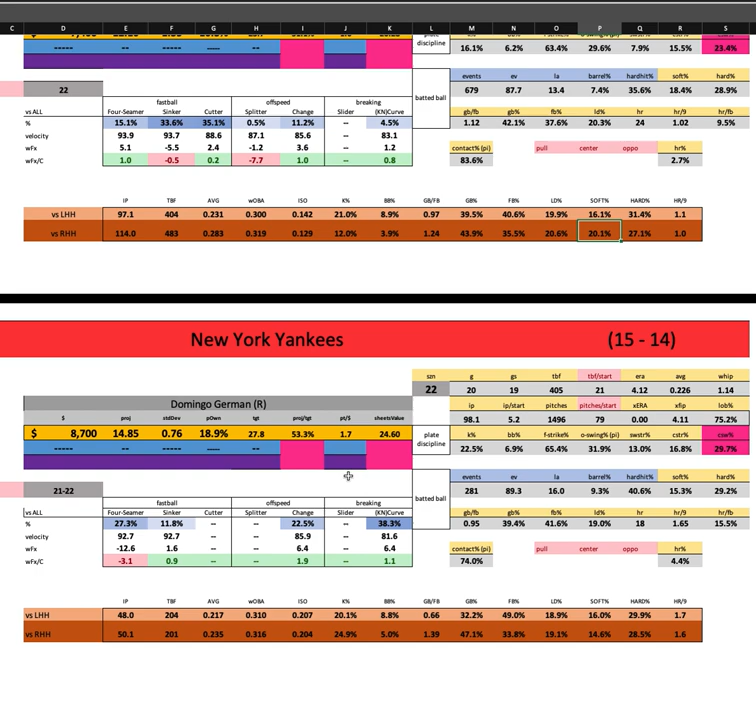 C D E F G H I J K L M N O P Q R S
plate discipline 16.1% 6.2% 63.4% 29.6% 7.9% 15.5% 23.4%
----- -- ----- ----- -- --
events ev la barrel% hardhit% soft% hard%
22 batted ball 679 87.7 13.4 7.4% 35.6% 18.4% 28.9%
fastball offspeed breaking
vs ALL Four-Seamer Sinker Cutter Splitter Change Slider (KN)Curve gb/fb gb% fb% ld% hr hr/9 hr/fb
% 15.1% 33.6% 35.1% 0.5% 11.2% -- 4.5% 1.12 42.1% 37.6% 20.3% 24 1.02 9.5%
velocity 93.9 93.7 88.6 87.1 85.6 -- 83.1
wFx 5.1 -5.5 2.4 -1.2 3.6 -- 1.2 contact% (pi) pull center oppo hr%
wFx/C 1.0 -0.5 0.2 -7.7 1.0 -- 0.8 83.6% 2.7%
IP TBF AVG wOBA ISO K% BB% GB/FB GB% FB% LD% SOFT% HARD% HR/9
vs LHH 97.1 404 0.231 0.300 0.142 21.0% 8.9% 0.97 39.5% 40.6% 19.9% 16.1% 31.4% 1.1
vs RHH 114.0 483 0.283 0.319 0.129 12.0% 3.9% 1.24 43.9% 35.5% 20.6% 20.1% 27.1% 1.0
New York Yankees (15 - 14)
szn g gs tbf tbf/start era avg whip
22 20 19 405 21 4.12 0.226 1.14
Domingo German (R) ip ip/start pitches pitches/start xERA xfip lob%
$ proj stdDev pOwn tgt proj/tgt pt/$ sheetsValue 98.1 5.2 1496 79 0.00 4.11 75.2%
$ 8,700 14.85 0.76 18.9% 27.8 53.3% 1.7 24.60 plate discipline k% bb% f-strike% o-swing% (pi) swstr% cstr% csw%
----- -- ----- ----- -- 22.5% 6.9% 65.4% 31.9% 13.0% 16.8% 29.7%
events ev la barrel% hardhit% soft% hard%
21-22 batted ball 281 89.3 16.0 9.3% 40.6% 15.3% 29.2%
fastball offspeed breaking
vs ALL Four-Seamer Sinker Cutter Splitter Change Slider (KN)Curve gb/fb gb% fb% ld% hr hr/9 hr/fb
% 27.3% 11.8% -- -- 22.5% -- 38.3% 0.95 39.4% 41.6% 19.0% 18 1.65 15.5%
velocity 92.7 92.7 -- -- 85.9 -- 81.6
wFx -12.6 1.6 -- -- 6.4 -- 6.4 contact% (pi) pull center oppo hr%
wFx/C -3.1 0.9 -- -- 1.9 -- 1.1 74.0% 4.4%
IP TBF AVG wOBA ISO K% BB% GB/FB GB% FB% LD% SOFT% HARD% HR/9
vs LHH 48.0 204 0.217 0.310 0.207 20.1% 8.8% 0.66 32.2% 49.0% 18.9% 16.0% 29.9% 1.7
vs RHH 50.1 201 0.235 0.316 0.204 24.9% 5.0% 1.39 47.1% 33.8% 19.1% 14.6% 28.5% 1.6